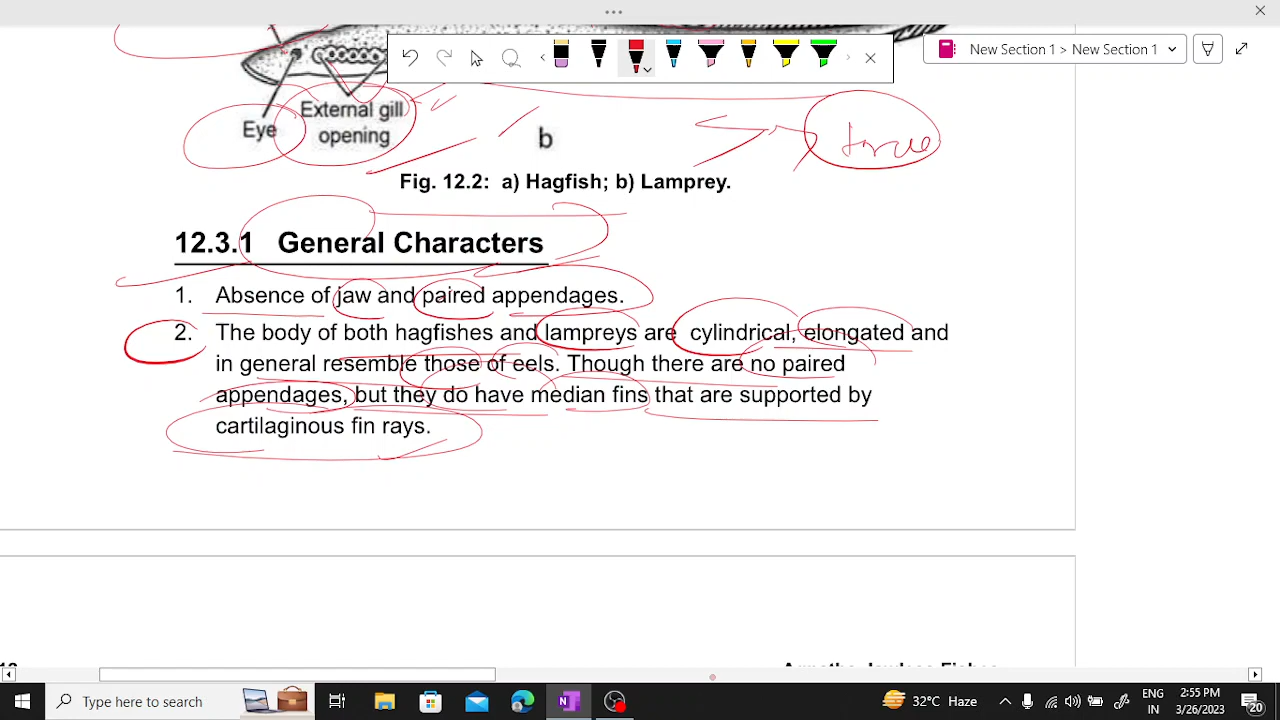 New Section 1 > New Section 1
External gill
opening
Eye
b
true
Fig. 12.2: a) Hagfish; b) Lamprey.
12.3.1 General Characters
1. Absence of jaw and paired appendages.
2. The body of both hagfishes and lampreys are cylindrical, elongated and
in general resemble those of eels. Though there are no paired
appendages, but they do have median fins that are supported by
cartilaginous fin rays.
Type here to search
32°C Haze
ENG
IN
2:55 PM
3/26/2023
20